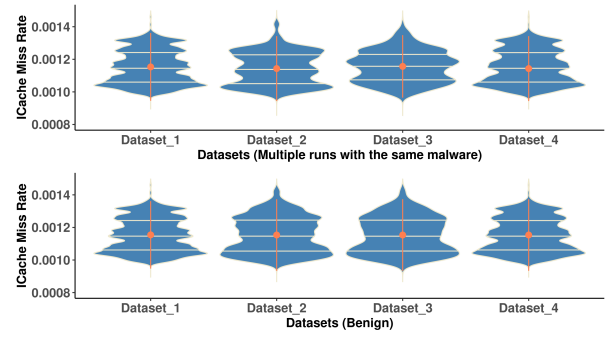 ICache Miss Rate
0.0014
0.0012
0.0010
0.0008
Dataset_1 Dataset_2 Dataset_3 Dataset_4
Datasets (Multiple runs with the same malware)
ICache Miss Rate
0.0014
0.0012
0.0010
0.0008
Dataset_1 Dataset_2 Dataset_3 Dataset_4
Datasets (Benign)